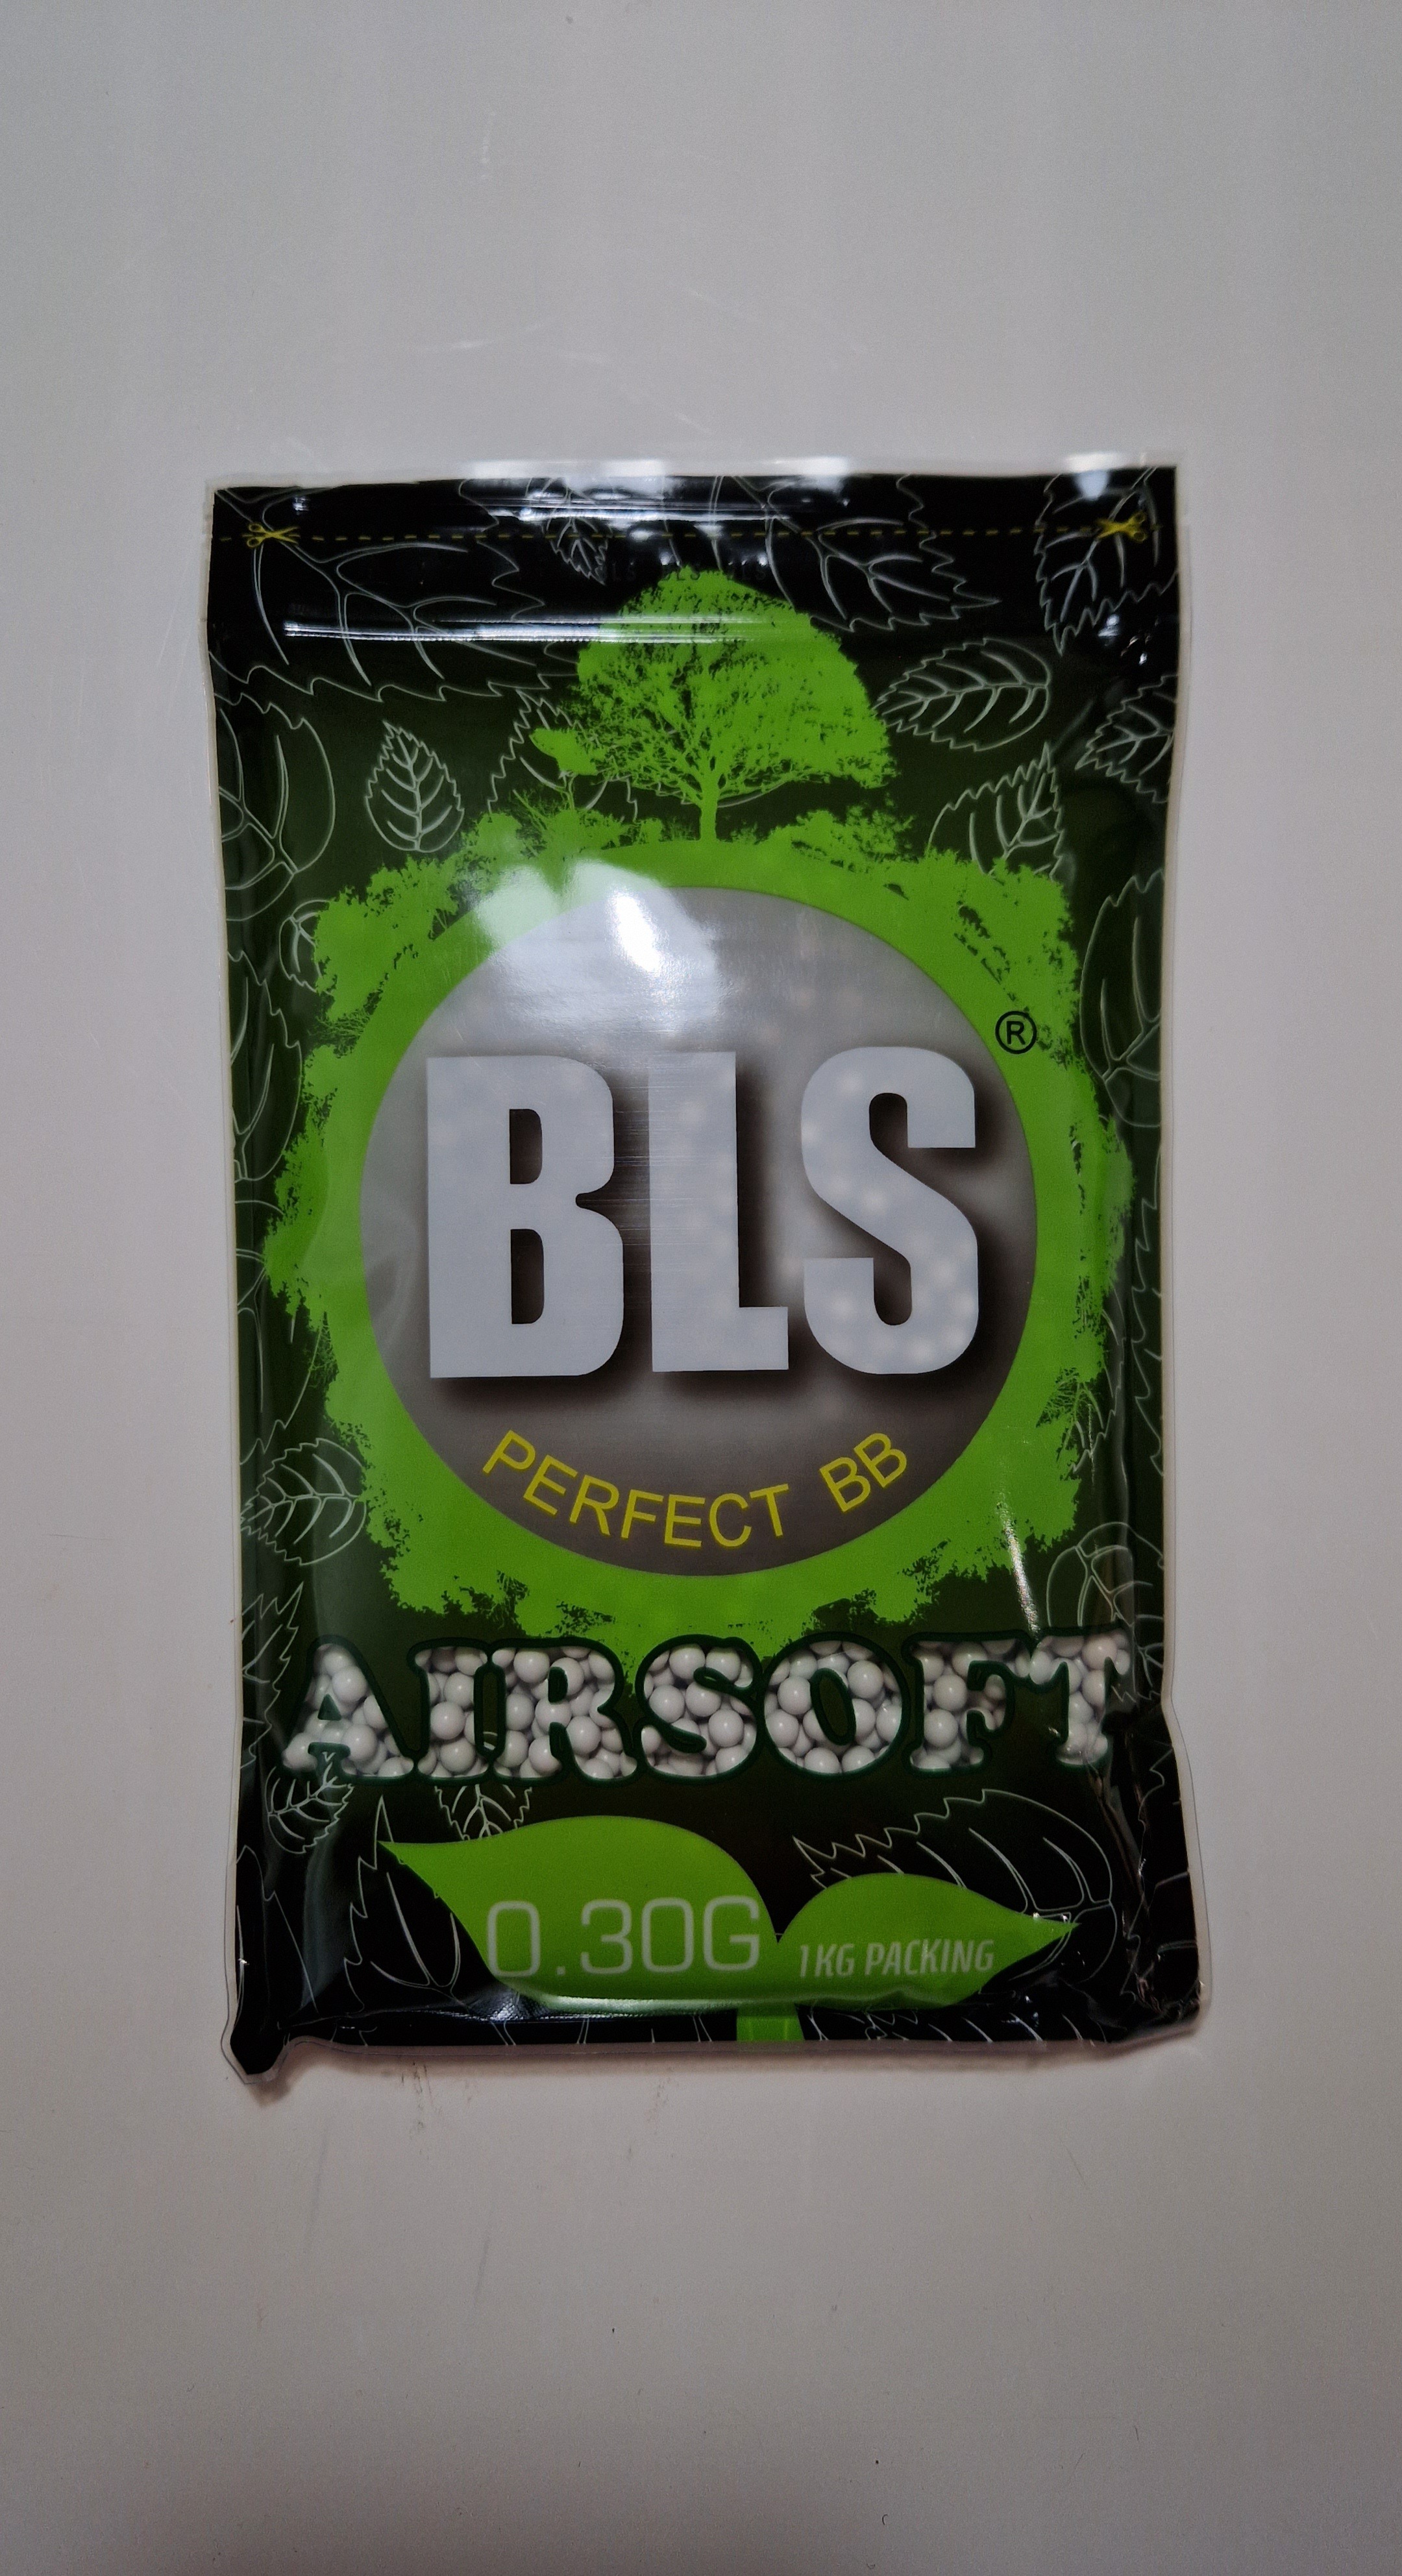 BLS
®
PERFECT BB
AIRSOFT
0.30G
1KG PACKING